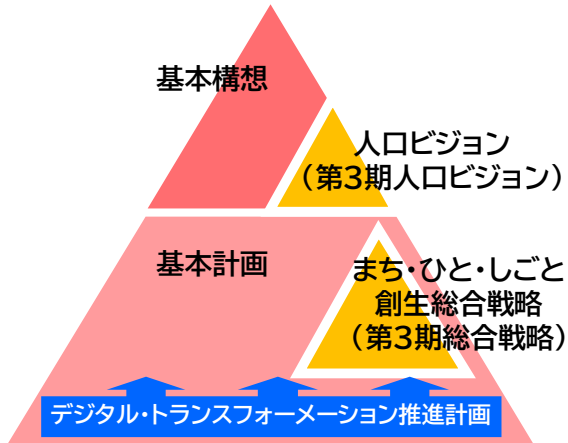 基本構想
人口ビジョン
（第3期人口ビジョン）
基本計画
まち・ひと・しごと
創生総合戦略
（第3期総合戦略）
デジタル・トランスフォーメーション推進計画